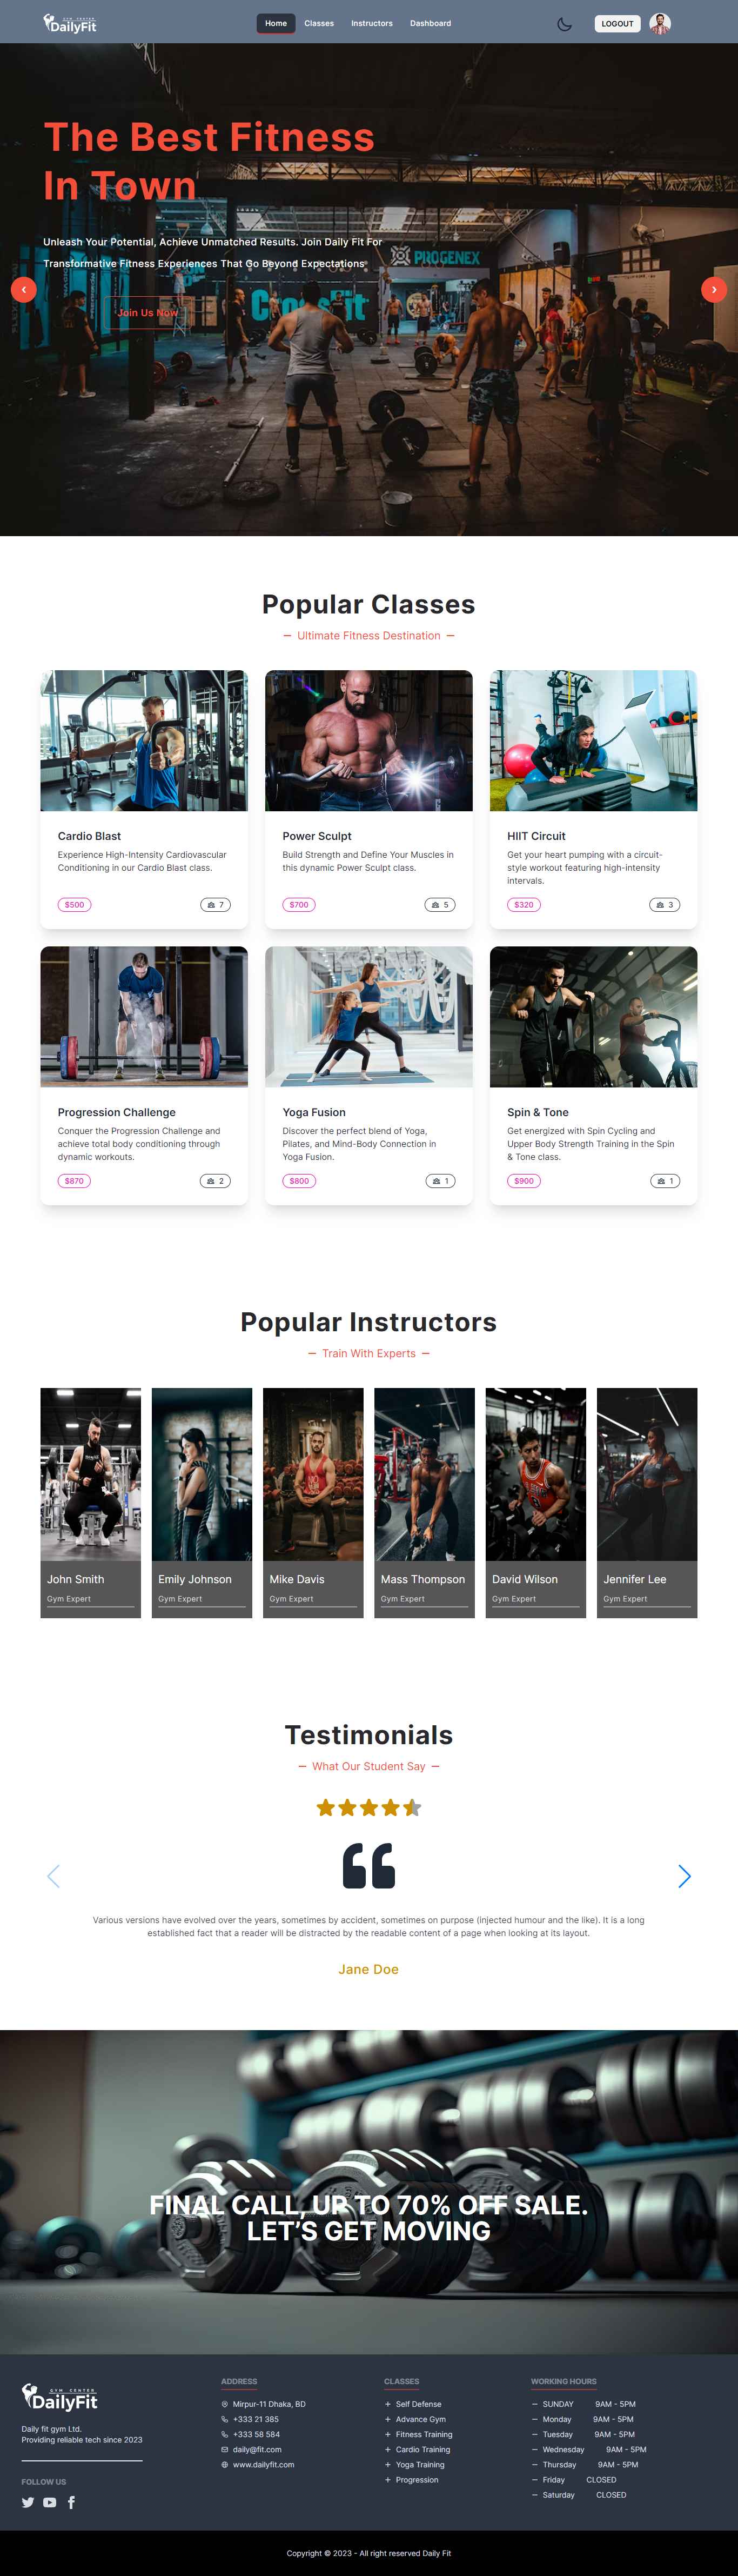 GYM CENTER
DailyFit
Home
Classes
Instructors
Dashboard
LOGOUT
The Best Fitness
In Town
Unleash Your Potential, Achieve Unmatched Results. Join Daily Fit For
Transformative Fitness Experiences That Go Beyond Expectations
PROGENEX
CrossFit
Join Us Now
Popular Classes
Ultimate Fitness Destination
Cardio Blast
Experience High-Intensity Cardiovascular
Conditioning in our Cardio Blast class.
$500
7
Power Sculpt
Build Strength and Define Your Muscles in
this dynamic Power Sculpt class.
$700
5
HIIT Circuit
Get your heart pumping with a circuit-
style workout featuring high-intensity
intervals.
$320
3
Progression Challenge
Conquer the Progression Challenge and
achieve total body conditioning through
dynamic workouts.
$870
2
Yoga Fusion
Discover the perfect blend of Yoga,
Pilates, and Mind-Body Connection in
Yoga Fusion.
$800
1
Spin & Tone
Get energized with Spin Cycling and
Upper Body Strength Training in the Spin
& Tone class.
$900
1
Popular Instructors
Train With Experts
John Smith
Gym Expert
Emily Johnson
Gym Expert
Mike Davis
Gym Expert
Mass Thompson
Gym Expert
David Wilson
Gym Expert
Jennifer Lee
Gym Expert
Testimonials
What Our Student Say
Various versions have evolved over the years, sometimes by accident, sometimes on purpose (injected humour and the like). It is a long
established fact that a reader will be distracted by the readable content of a page when looking at its layout.
Jane Doe
FINAL CALL, UP TO 70% OFF SALE.
LET'S GET MOVING
GYM CENTER
DailyFit
Daily fit gym Ltd.
Providing reliable tech since 2023
FOLLOW US
ADDRESS
Mirpur-11 Dhaka, BD
+333 21 385
+333 58 584
daily@fit.com
www.dailyfit.com
CLASSES
Self Defense
Advance Gym
Fitness Training
Cardio Training
Yoga Training
Progression
WORKING HOURS
SUNDAY 9AM - 5PM
Monday 9AM - 5PM
Tuesday 9AM - 5PM
Wednesday 9AM - 5PM
Thursday 9AM - 5PM
Friday CLOSED
Saturday CLOSED
Copyright © 2023 - All right reserved Daily Fit